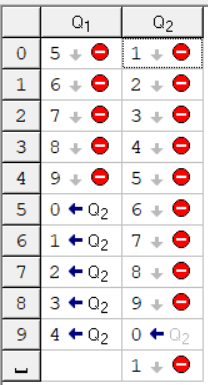 Q₁ Q₂
0 5 ↓ ⛔ 1 ↓ ⛔
1 6 ↓ ⛔ 2 ↓ ⛔
2 7 ↓ ⛔ 3 ↓ ⛔
3 8 ↓ ⛔ 4 ↓ ⛔
4 9 ↓ ⛔ 5 ↓ ⛔
5 0 ← Q₂ 6 ↓ ⛔
6 1 ← Q₂ 7 ↓ ⛔
7 2 ← Q₂ 8 ↓ ⛔
8 3 ← Q₂ 9 ↓ ⛔
9 4 ← Q₂ 0 ← Q₂
⎵ 1 ↓ ⛔